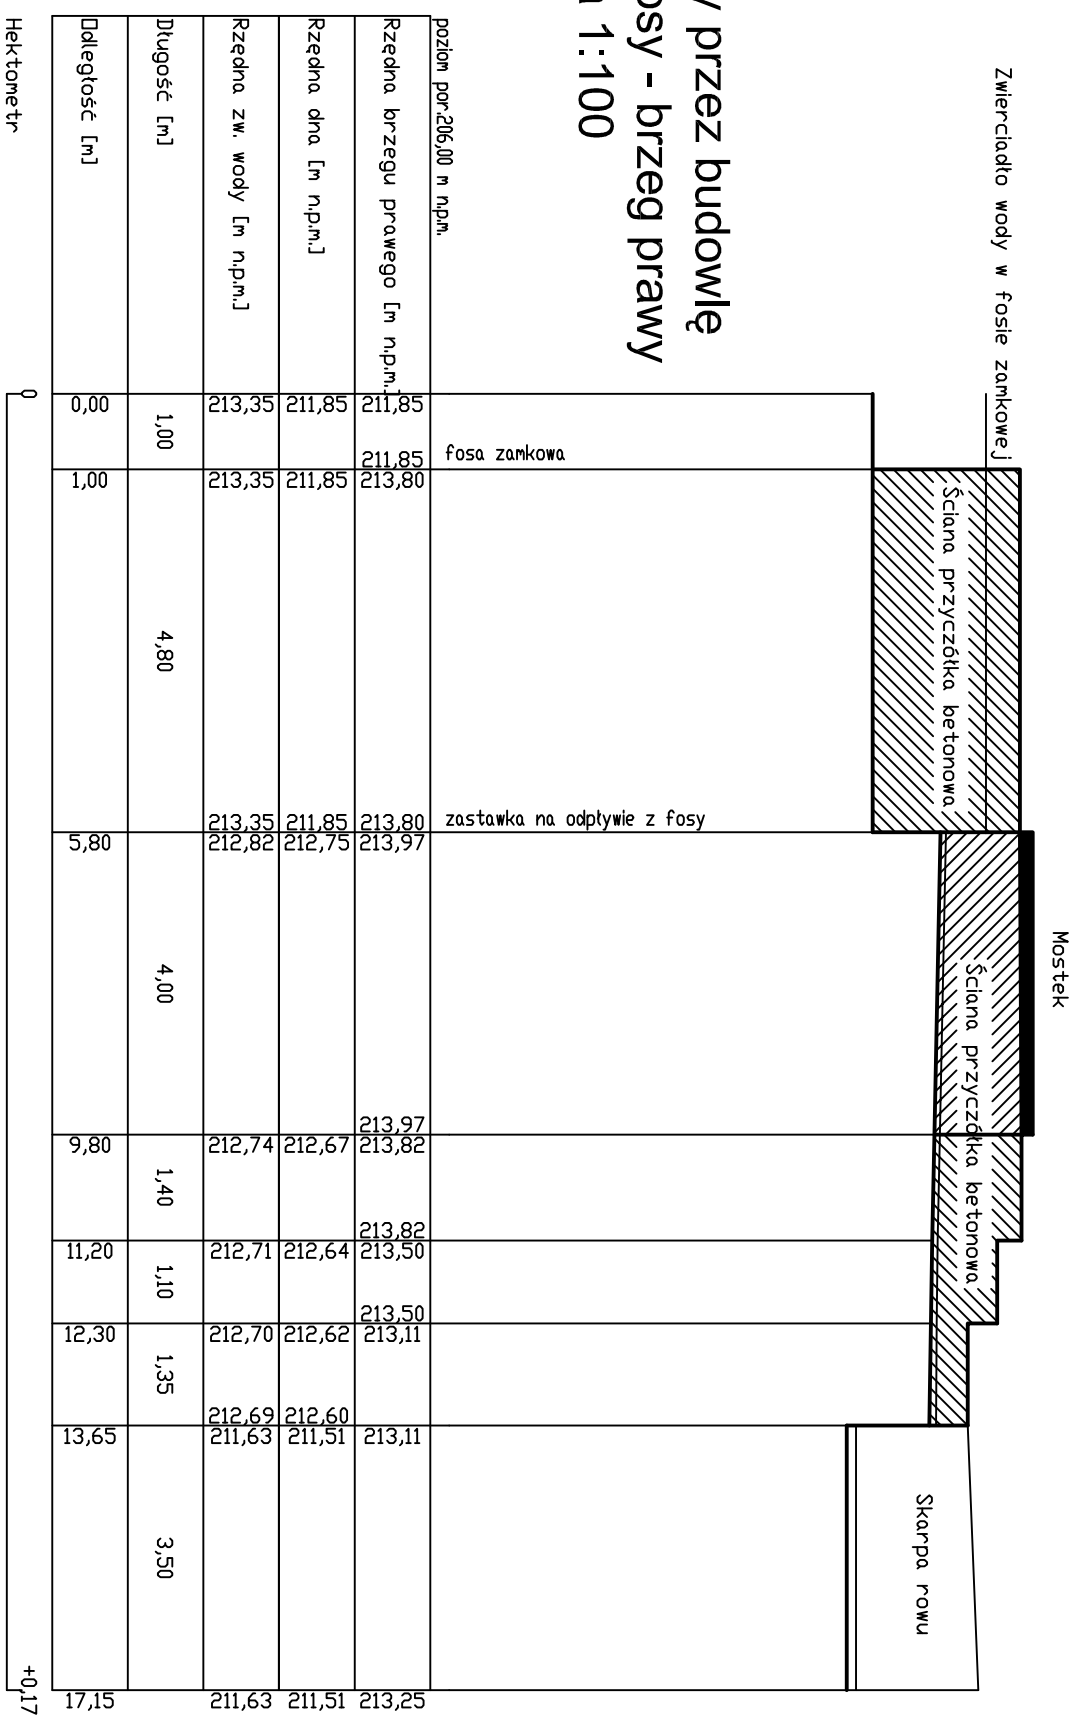 y przez budowlę
osy - brzeg prawy
1:100
Zwierciadło wody w fosie zamkowej
Mostek
Ściana przyczółka betonowa
Ściana przyczółka betonowa
Skarpa rowu
fosa zamkowa
zastawka na odpływie z fosy
poziom por.206,00 m n.p.m.
Rzędna brzegu prawego [m n.p.m.]
211,85 211,85 213,80 213,80 213,97 213,97 213,82 213,82 213,50 213,50 213,11 213,11 213,25
Rzędna dna [m n.p.m.]
211,85 211,85 211,85 212,75 212,67 212,64 212,62 212,60 211,51 211,51
Rzędna zw. wody [m n.p.m.]
213,35 213,35 213,35 212,82 212,74 212,71 212,70 212,69 211,63 211,63
Długość [m]
1,00 4,80 4,00 1,40 1,10 1,35 3,50
Odległość [m]
0,00 1,00 5,80 9,80 11,20 12,30 13,65 17,15
Hektometr
0 +0,17